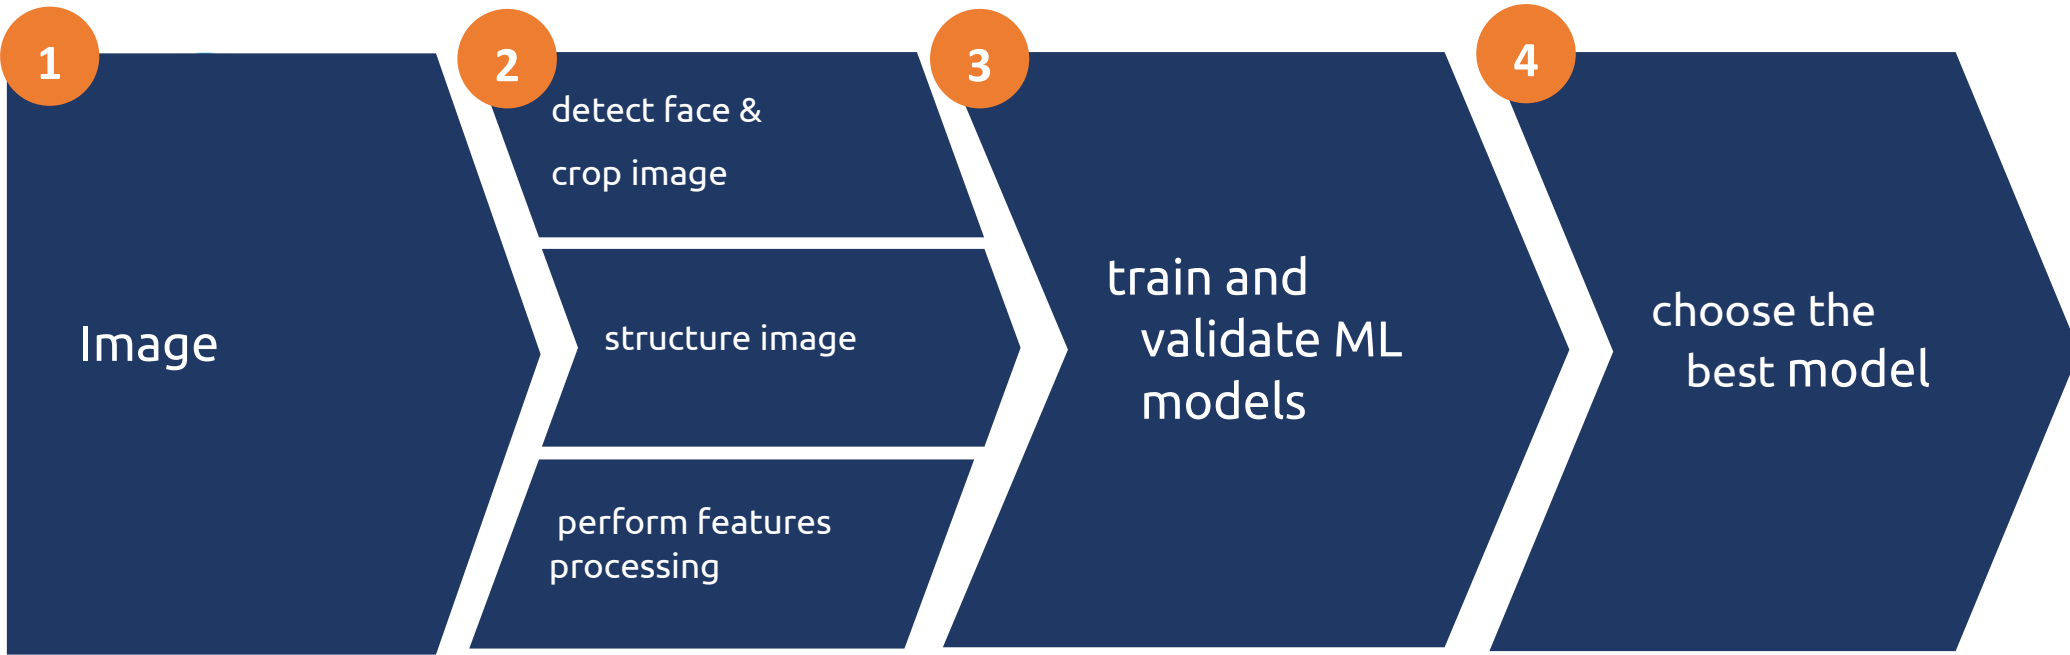 1
Image
2
detect face &
crop image
structure image
perform features
processing
3
train and
validate ML
models
4
choose the
best model